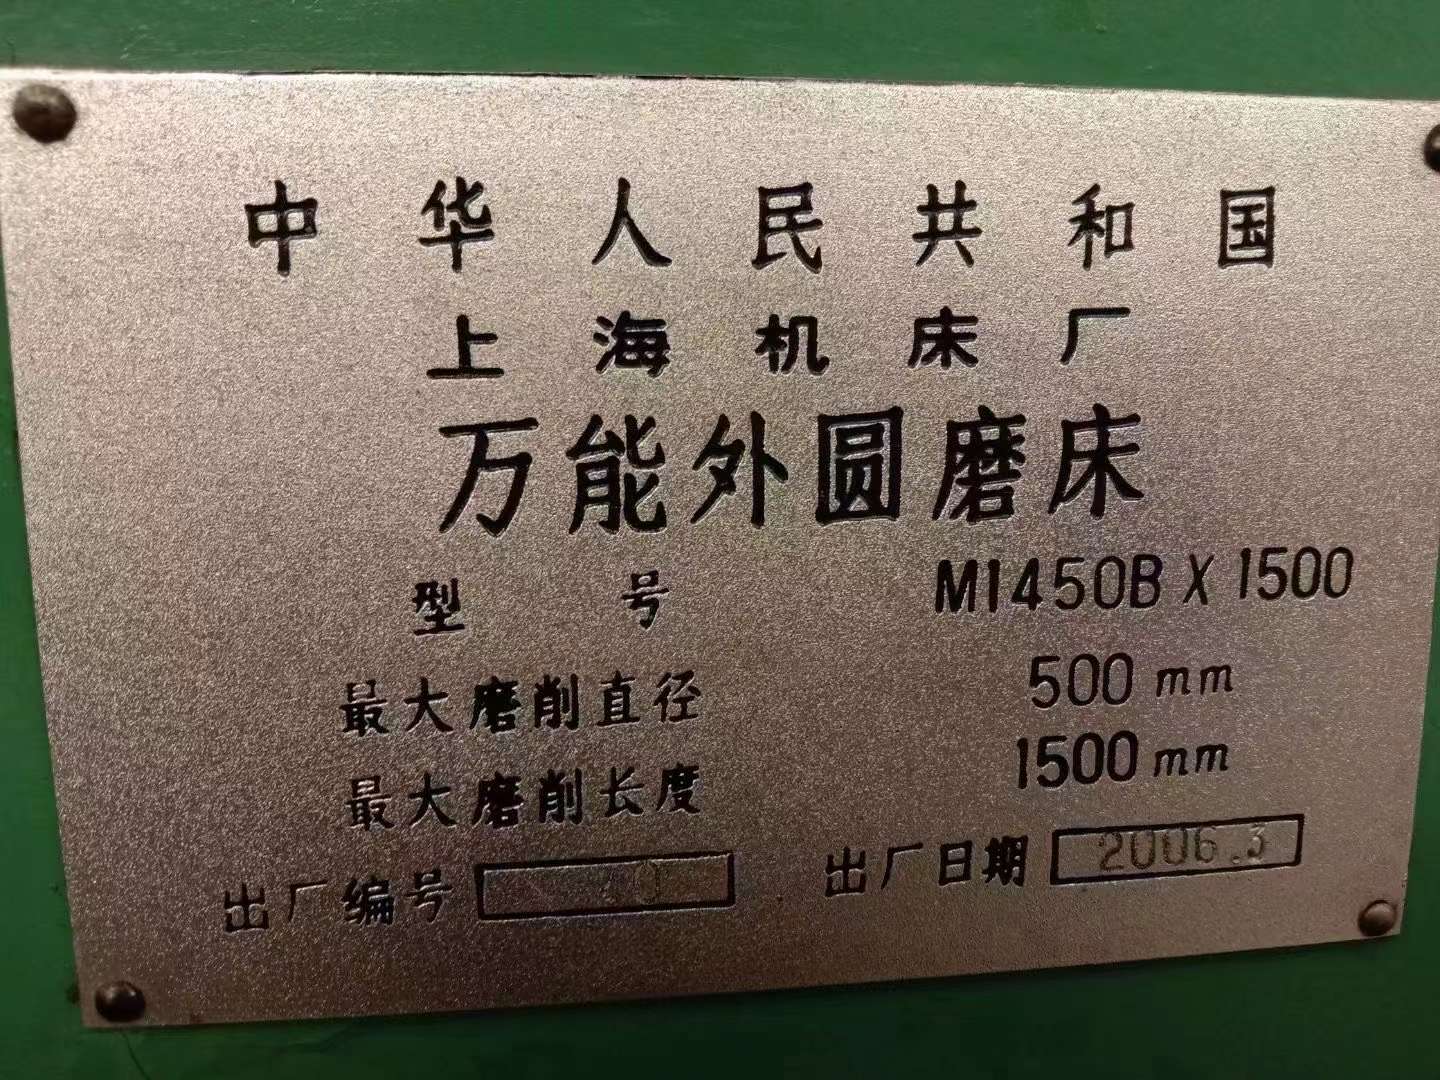 中华人民共和国
上海机床厂
万能外圆磨床
型号 M1450B X 1500
最大磨削直径 500 mm
最大磨削长度 1500 mm
出厂编号 出厂日期 2006.3